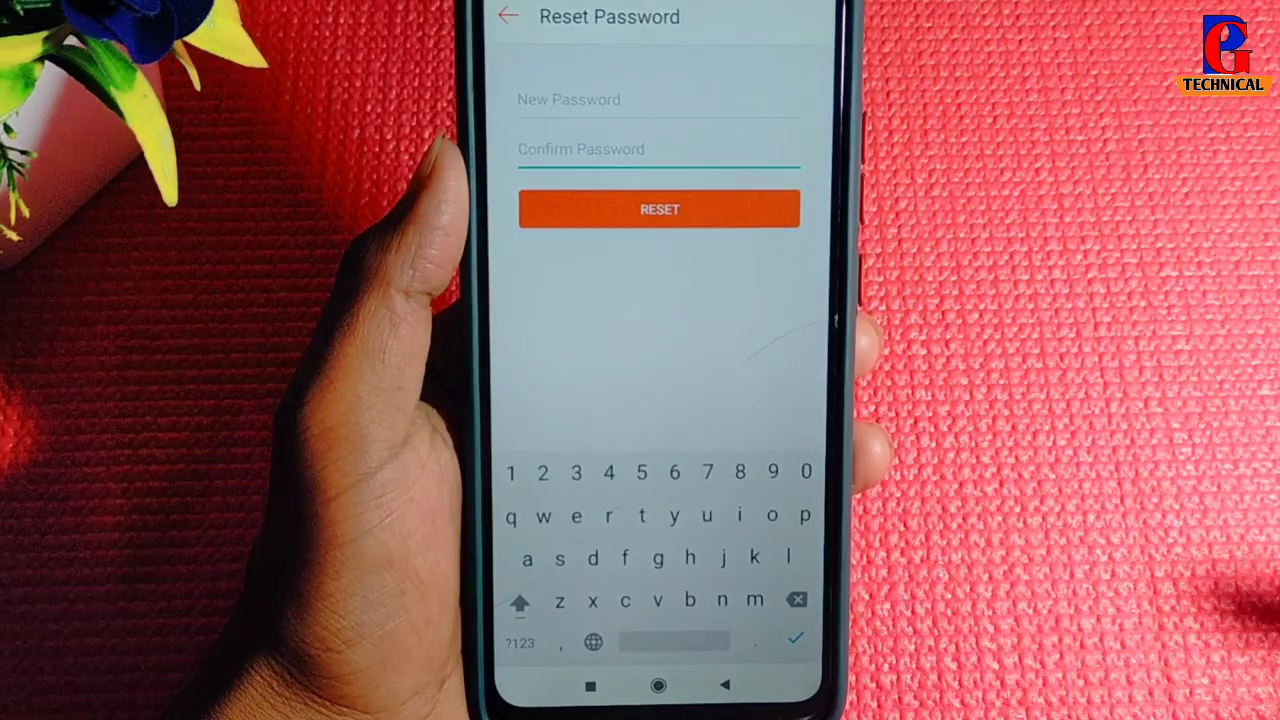 Reset Password
New Password
Confirm Password
RESET
1 2 3 4 5 6 7 8 9 0
q w e r t y u i o p
a s d f g h j k l
z x c v b n m
?123 , .
PG
TECHNICAL